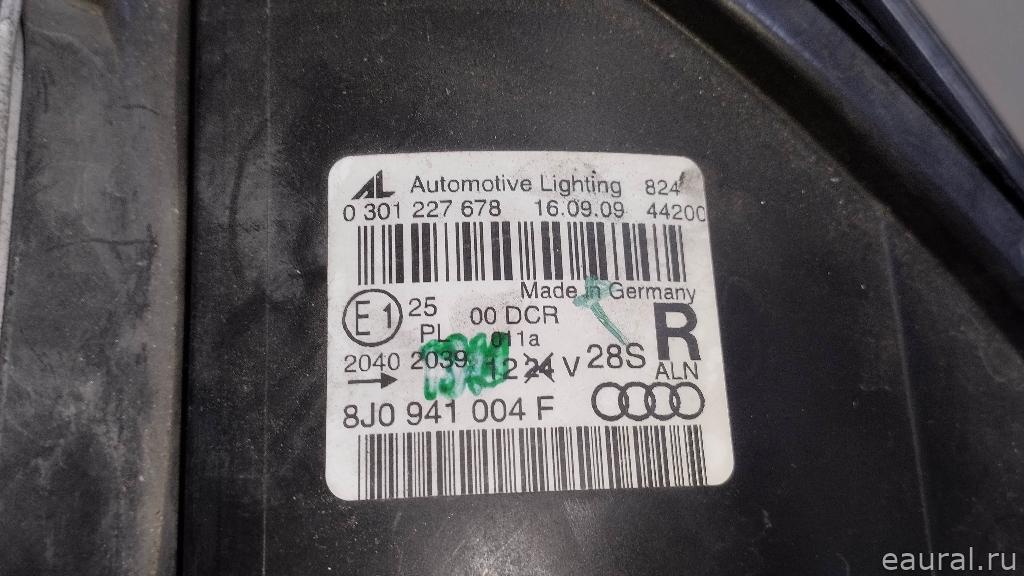 AL Automotive Lighting 824
0 301 227 678 16.09.09 44200
Made in Germany
E1 25 00 DCR R
PL 011a
2040 2039 12 24 V 28S ALN
8J0 941 004 F
eaural.ru